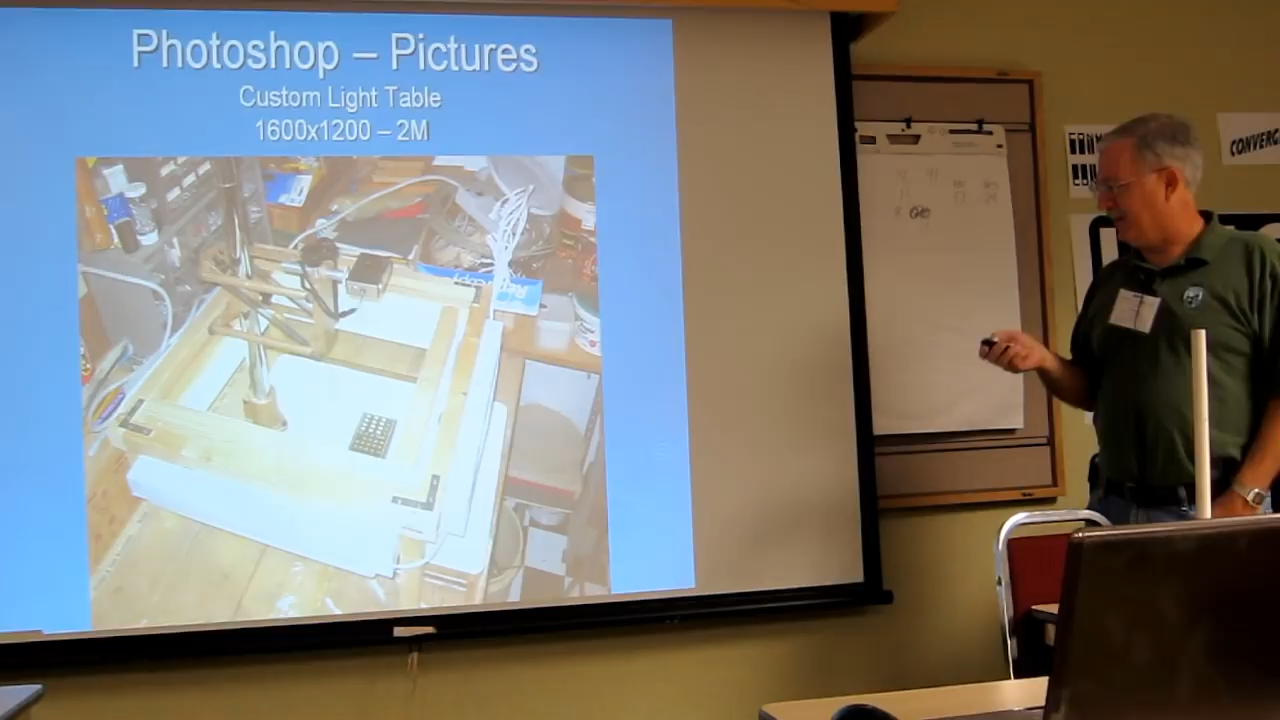 Photoshop – Pictures
Custom Light Table
1600x1200 – 2M
CONVERG